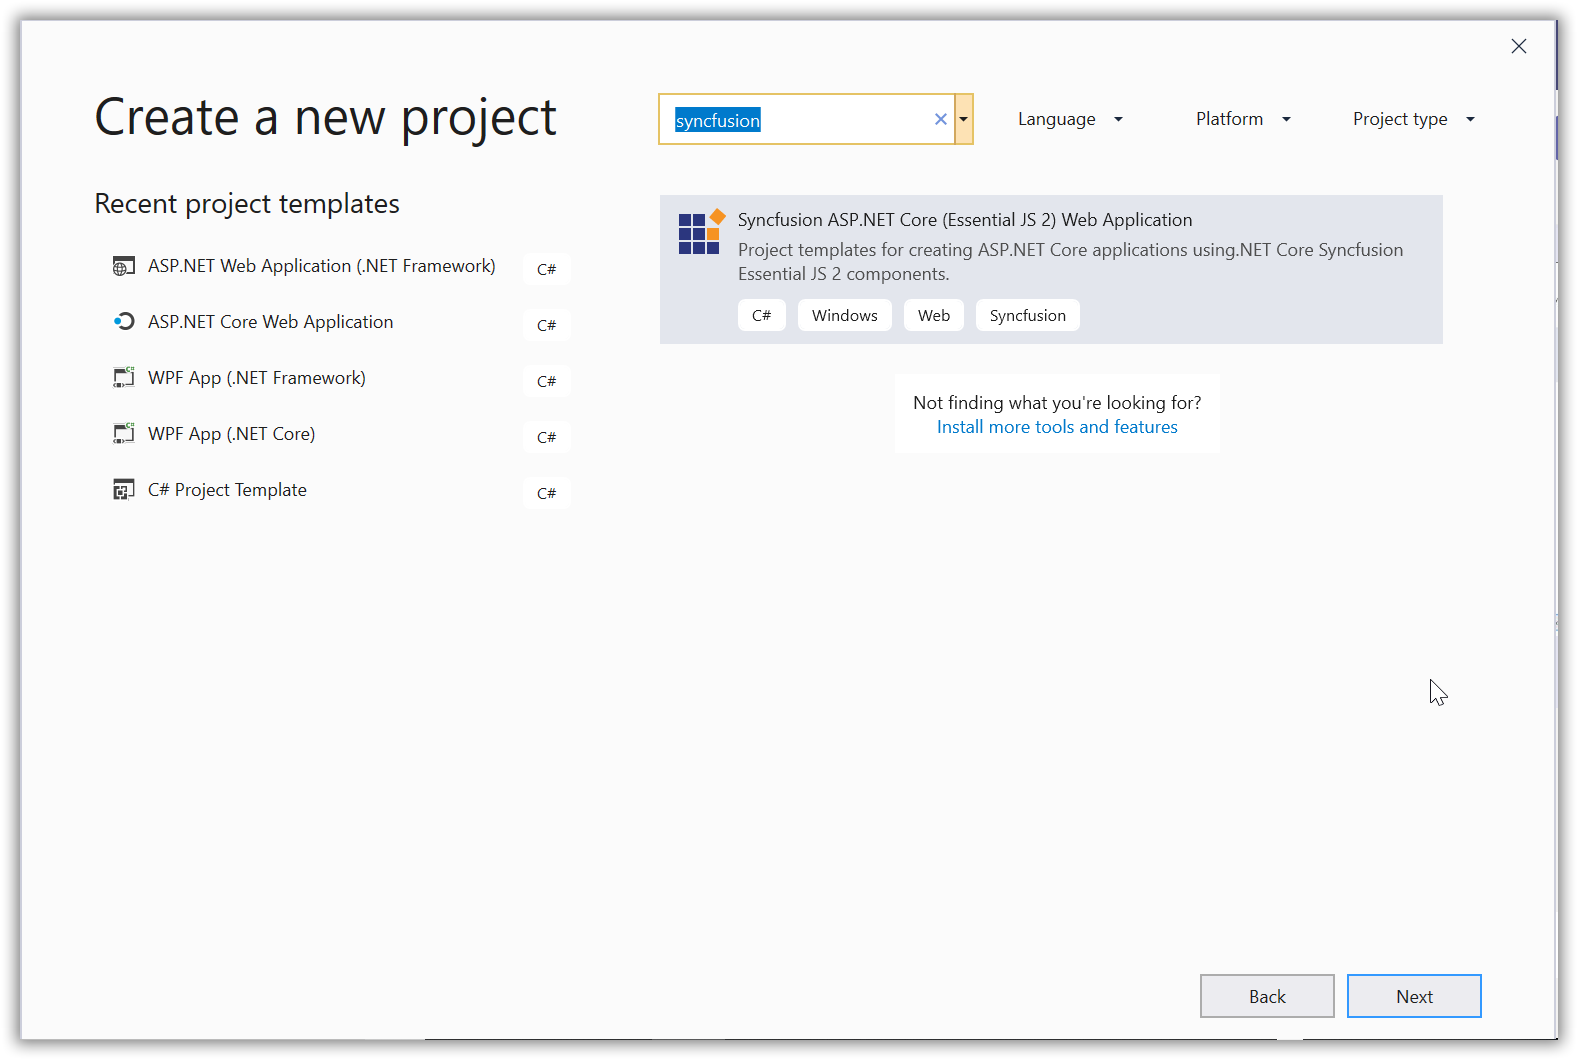 Create a new project
syncfusion
Language
Platform
Project type
Recent project templates
ASP.NET Web Application (.NET Framework)
C#
ASP.NET Core Web Application
C#
WPF App (.NET Framework)
C#
WPF App (.NET Core)
C#
C# Project Template
C#
Syncfusion ASP.NET Core (Essential JS 2) Web Application
Project templates for creating ASP.NET Core applications using.NET Core Syncfusion
Essential JS 2 components.
C#
Windows
Web
Syncfusion
Not finding what you're looking for?
Install more tools and features
Back
Next